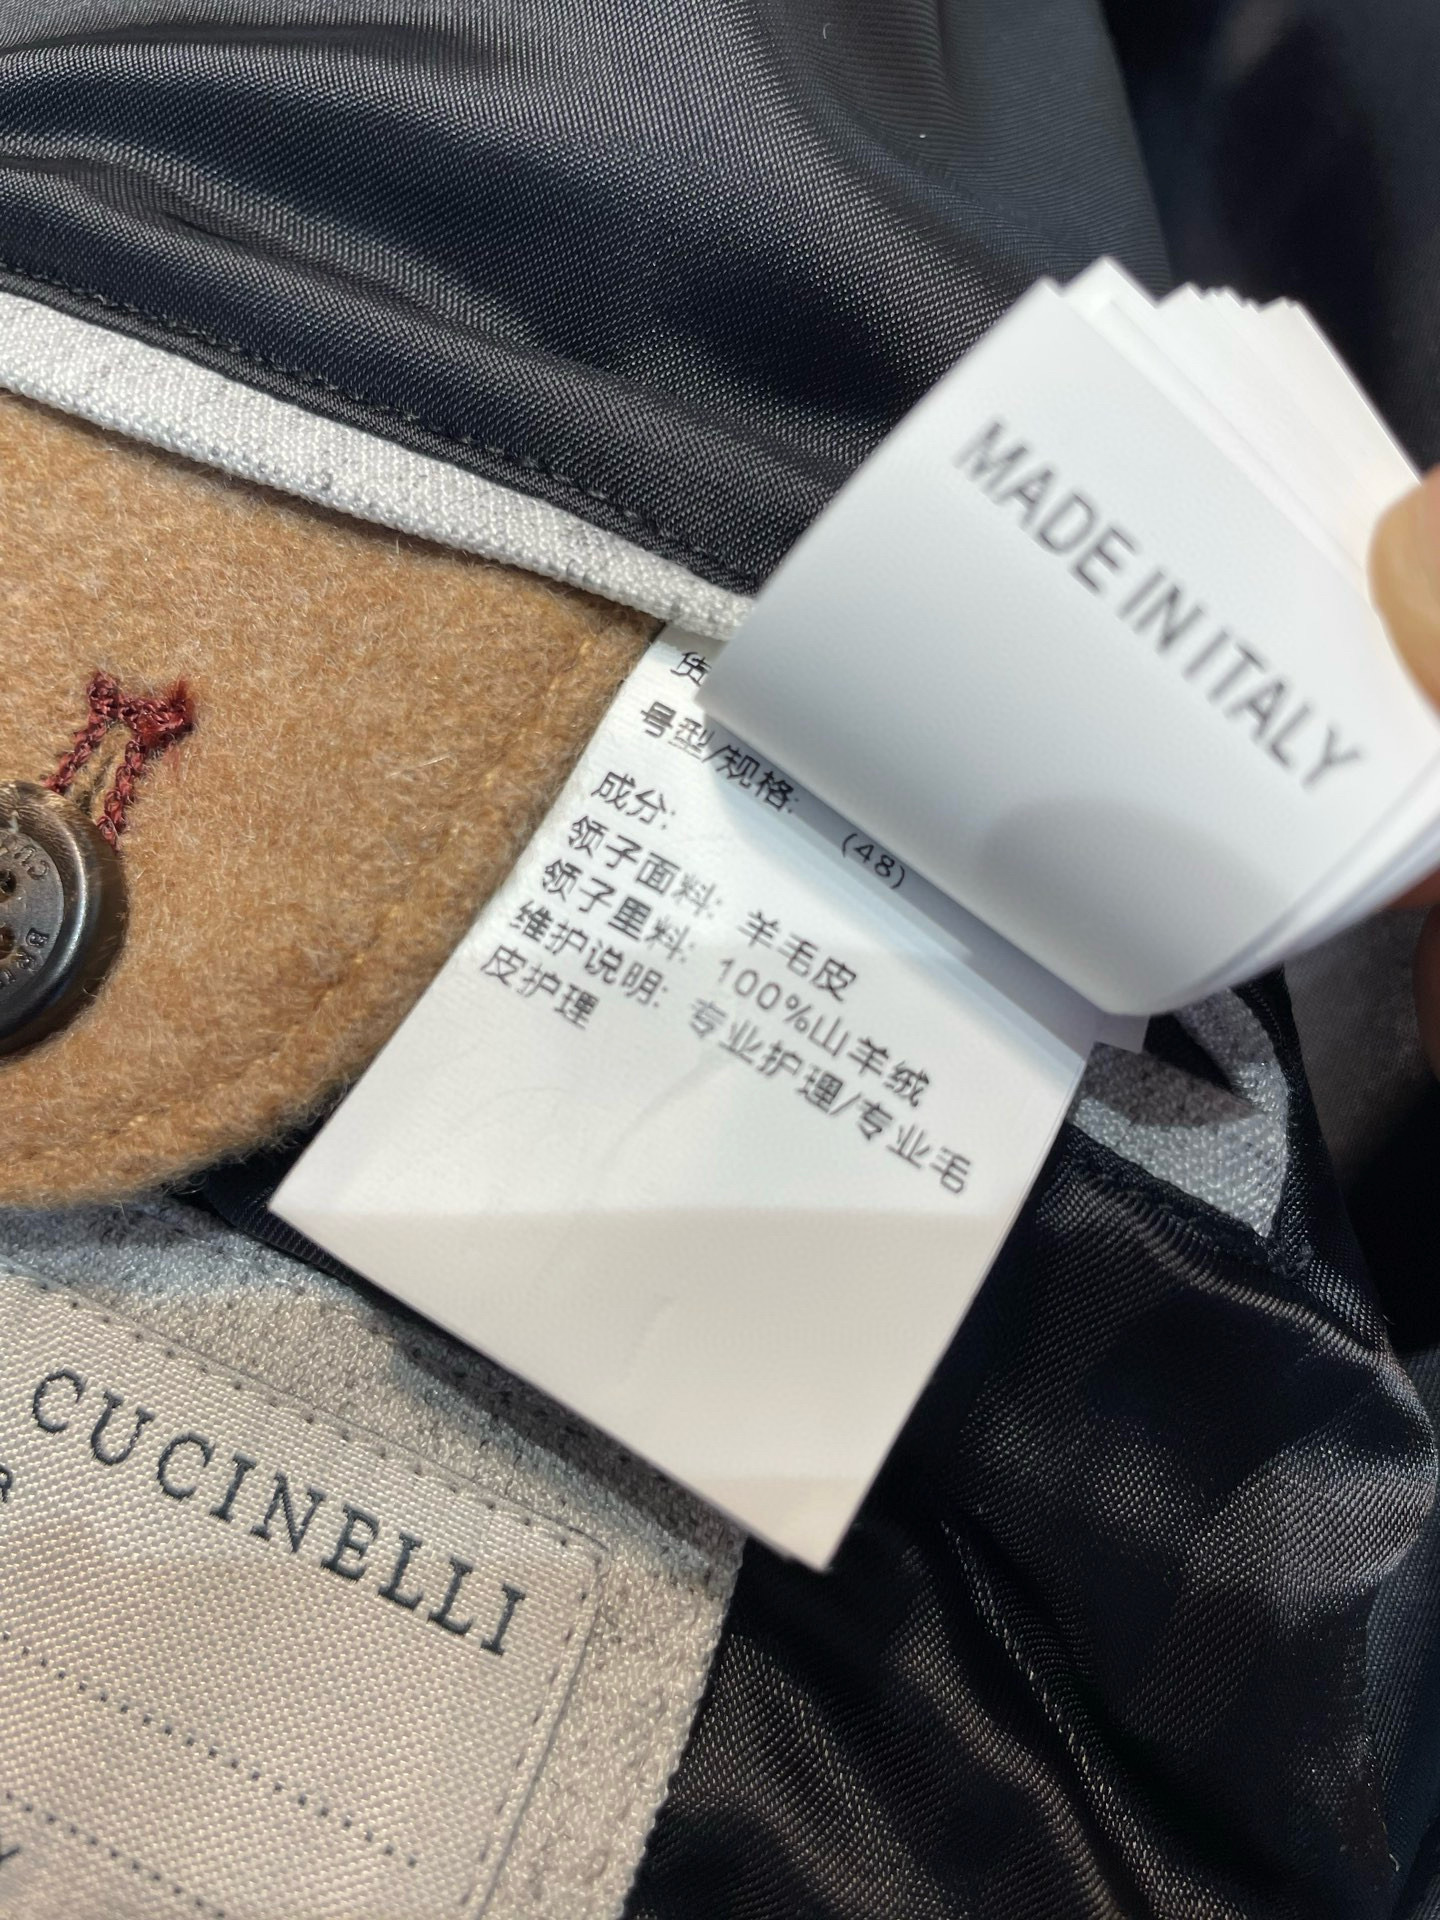 MADE IN ITALY
货
号型/规格: (48)
成分:
领子面料: 羊毛皮
领子里料: 100%山羊绒
维护说明: 专业护理/专业毛
皮护理
CUCINELLI